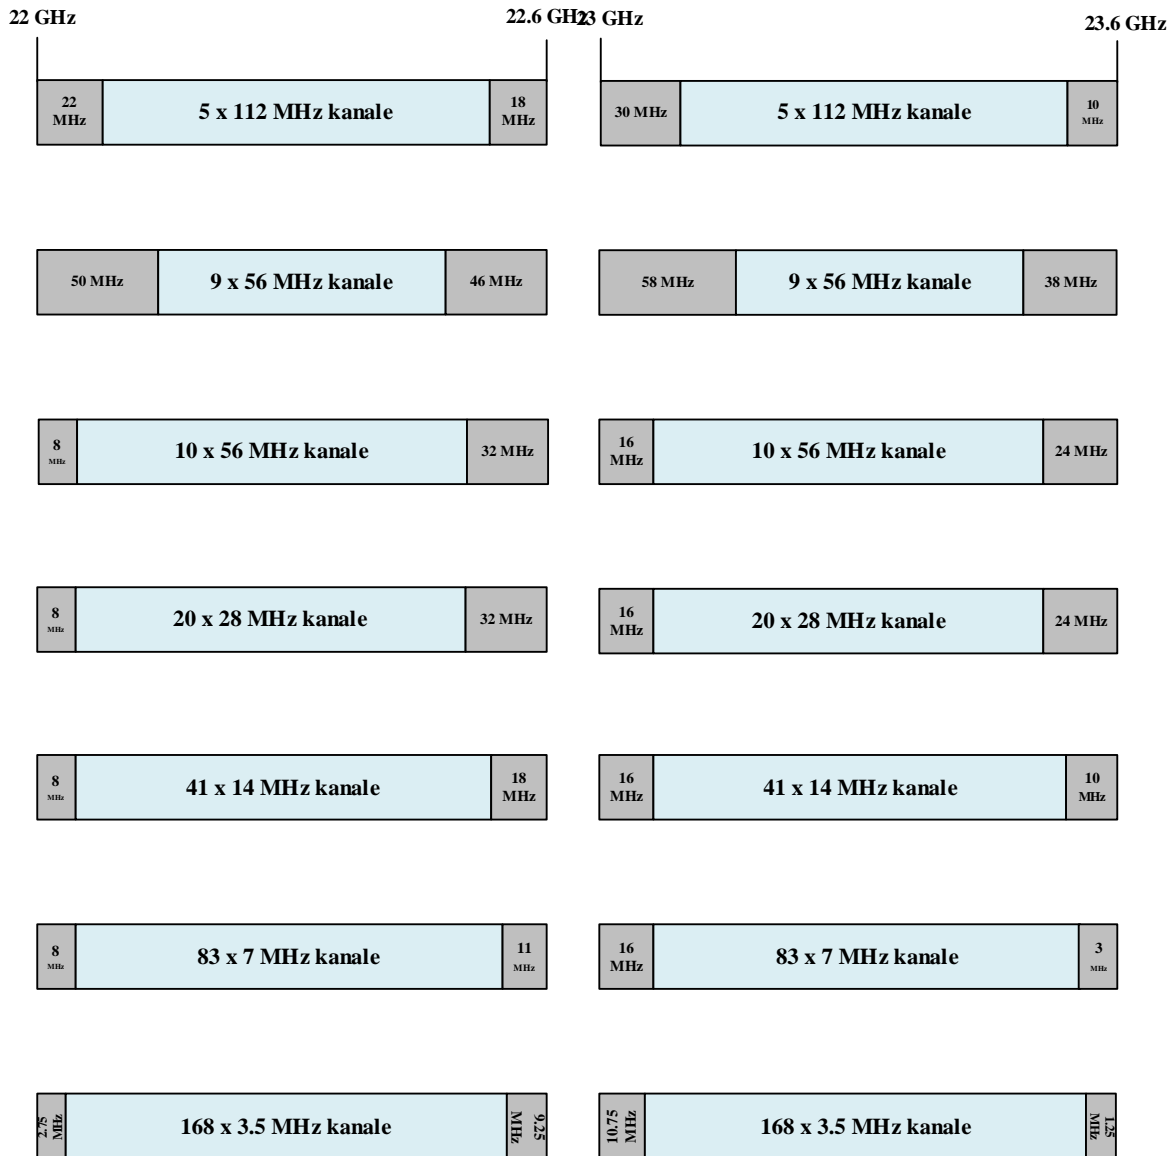 22 GHz
22.6 GHz
23 GHz
23.6 GHz
22
MHz
5 x 112 MHz kanale
18
MHz
30 MHz
5 x 112 MHz kanale
10
MHz
50 MHz
9 x 56 MHz kanale
46 MHz
58 MHz
9 x 56 MHz kanale
38 MHz
8
MHz
10 x 56 MHz kanale
32 MHz
16
MHz
10 x 56 MHz kanale
24 MHz
8
MHz
20 x 28 MHz kanale
32 MHz
16
MHz
20 x 28 MHz kanale
24 MHz
8
MHz
41 x 14 MHz kanale
18
MHz
16
MHz
41 x 14 MHz kanale
10
MHz
8
MHz
83 x 7 MHz kanale
11
MHz
16
MHz
83 x 7 MHz kanale
3
MHz
2.75
MHz
168 x 3.5 MHz kanale
9.25
MHz
10.75
MHz
168 x 3.5 MHz kanale
1.25
MHz